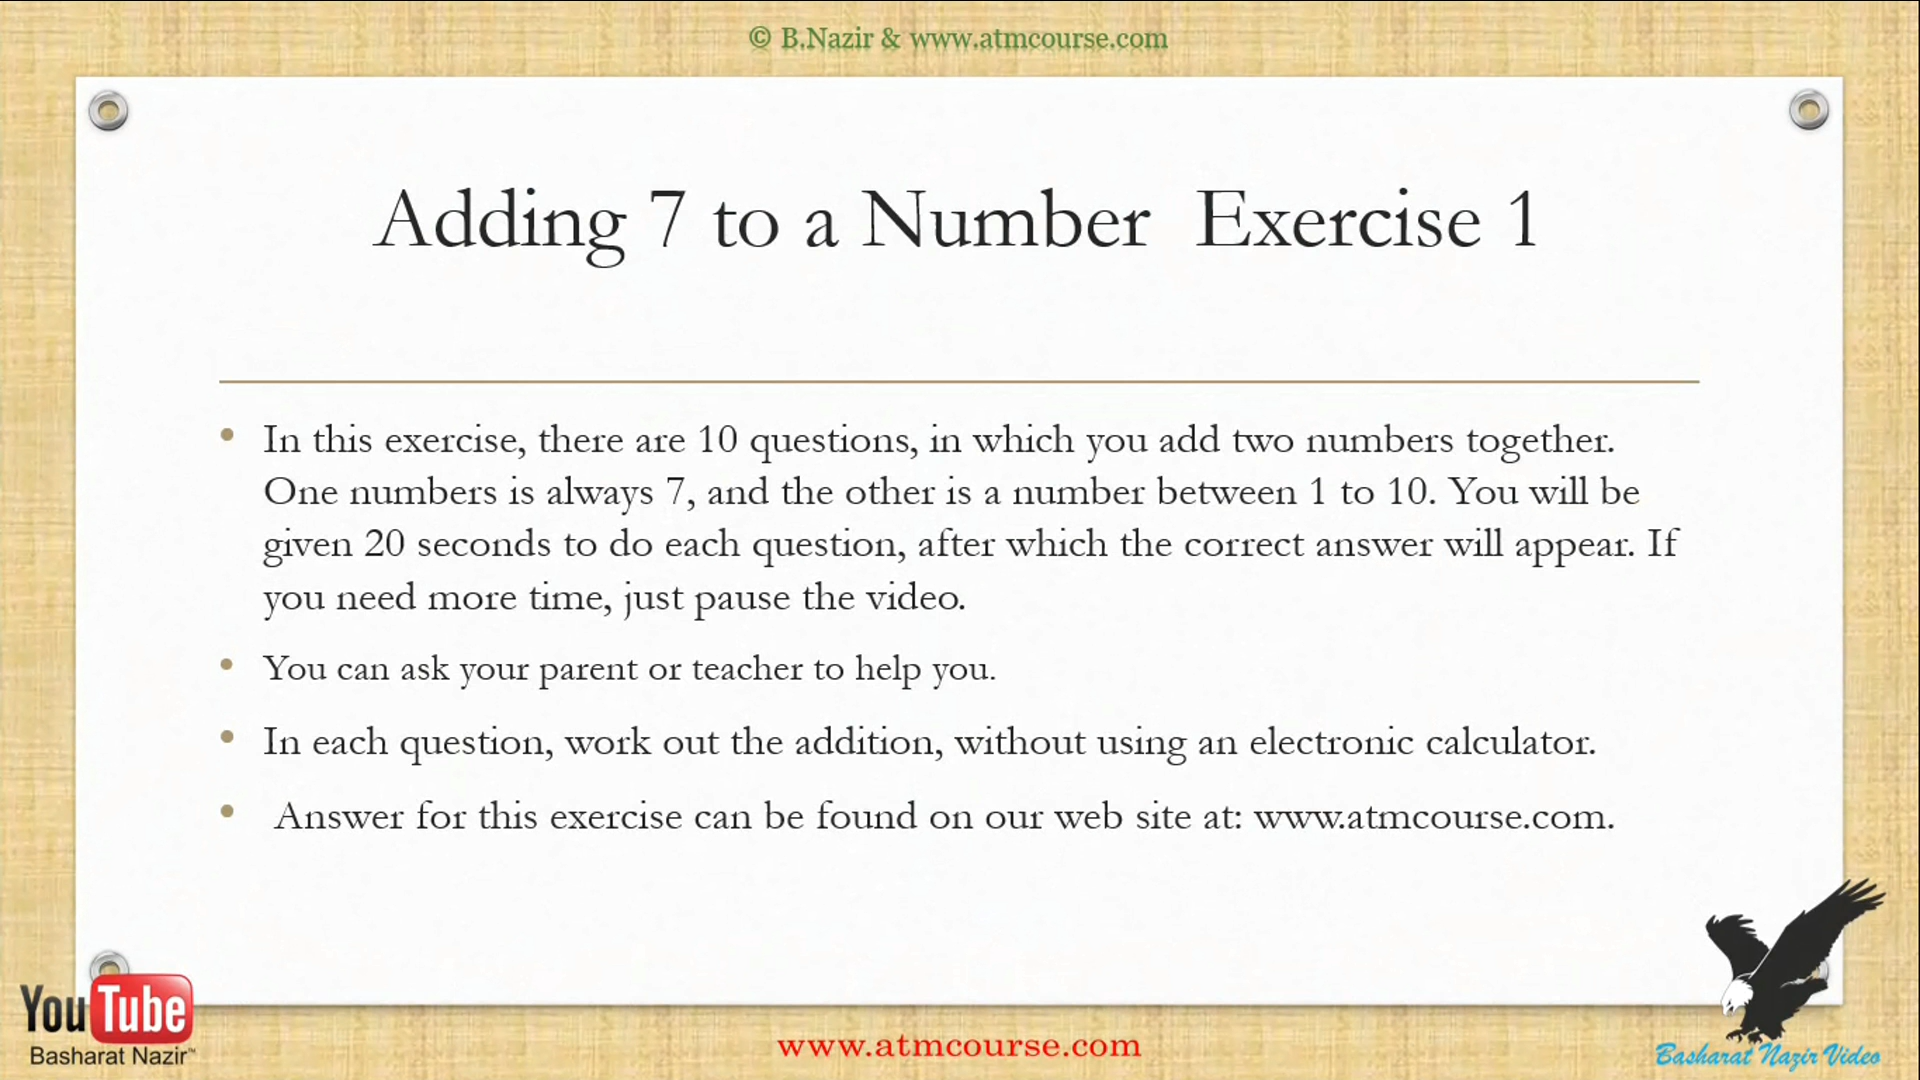 © B.Nazir & www.atmcourse.com
Adding 7 to a Number Exercise 1
• In this exercise, there are 10 questions, in which you add two numbers together.
One numbers is always 7, and the other is a number between 1 to 10. You will be
given 20 seconds to do each question, after which the correct answer will appear. If
you need more time, just pause the video.
• You can ask your parent or teacher to help you.
• In each question, work out the addition, without using an electronic calculator.
• Answer for this exercise can be found on our web site at: www.atmcourse.com.
YouTube
Basharat Nazir™
www.atmcourse.com
Basharat Nazir Video